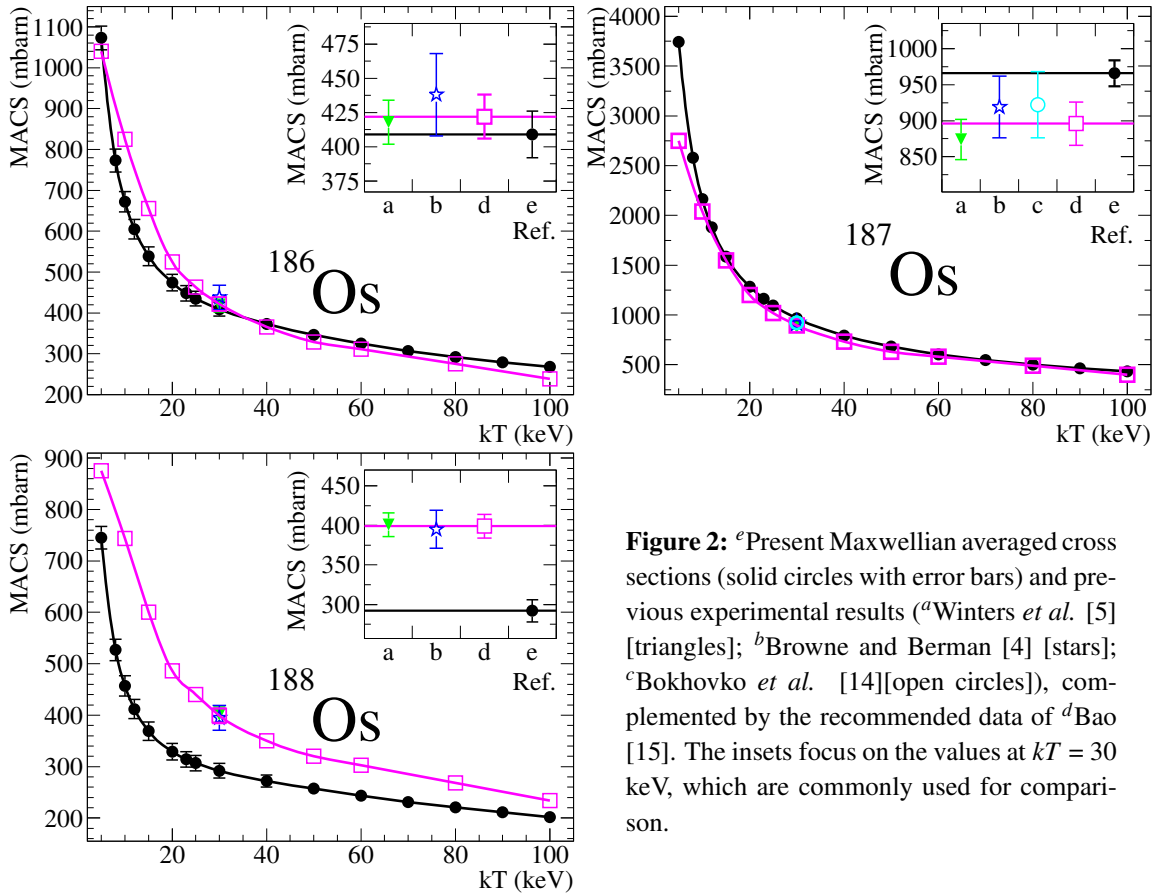 MACS (mbarn)
1100
1000
900
800
700
600
500
400
300
200
20 40 60 80 100
kT (keV)
186
Os
MACS (mbarn)
475
450
425
400
375
a b d e
Ref.
MACS (mbarn)
4000
3750
3500
3250
3000
2750
2500
2250
2000
1750
1500
1250
1000
750
500
20 40 60 80 100
kT (keV)
187
Os
MACS (mbarn)
1000
950
900
850
a b c d e
Ref.
MACS (mbarn)
900
800
700
600
500
400
300
200
20 40 60 80 100
kT (keV)
188
Os
MACS (mbarn)
450
400
350
300
a b d e
Ref.
Figure 2: ᵉPresent Maxwellian averaged cross
sections (solid circles with error bars) and pre-
vious experimental results (ᵃWinters et al. [5]
[triangles]; ᵇBrowne and Berman [4] [stars];
ᶜBokhovko et al. [14][open circles]), com-
plemented by the recommended data of ᵈBao
[15]. The insets focus on the values at kT = 30
keV, which are commonly used for compari-
son.